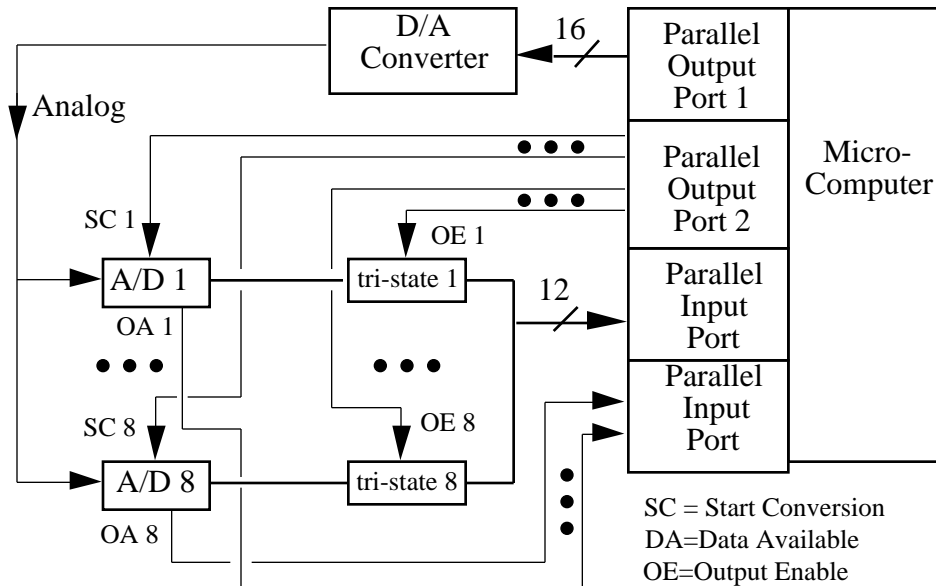 D/A
Converter
16
Parallel
Output
Port 1
Analog
Parallel
Output
Port 2
Micro-
Computer
SC 1
OE 1
A/D 1
tri-state 1
12
Parallel
Input
Port
OA 1
Parallel
Input
Port
SC 8
OE 8
A/D 8
tri-state 8
OA 8
SC = Start Conversion
DA=Data Available
OE=Output Enable